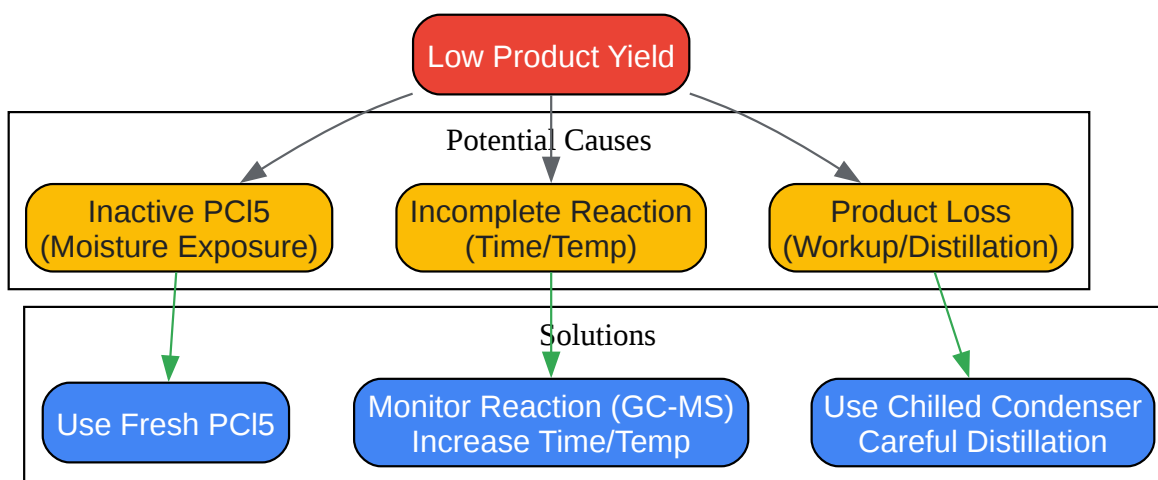 Low Product Yield
Potential Causes
Inactive PCl5
(Moisture Exposure)
Incomplete Reaction
(Time/Temp)
Product Loss
(Workup/Distillation)
Solutions
Use Fresh PCl5
Monitor Reaction (GC-MS)
Increase Time/Temp
Use Chilled Condenser
Careful Distillation